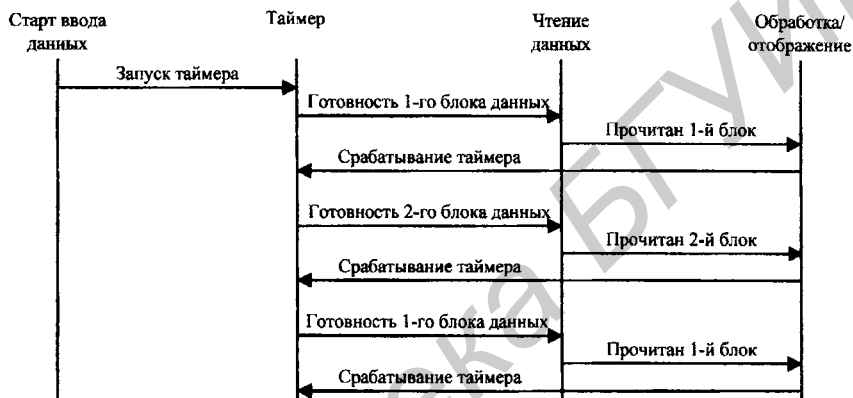 Старт ввода
данных
Таймер
Чтение
данных
Обработка/
отображение
Запуск таймера
Готовность 1-го блока данных
Прочитан 1-й блок
Срабатывание таймера
Готовность 2-го блока данных
Прочитан 2-й блок
Срабатывание таймера
Готовность 1-го блока данных
Прочитан 1-й блок
Срабатывание таймера